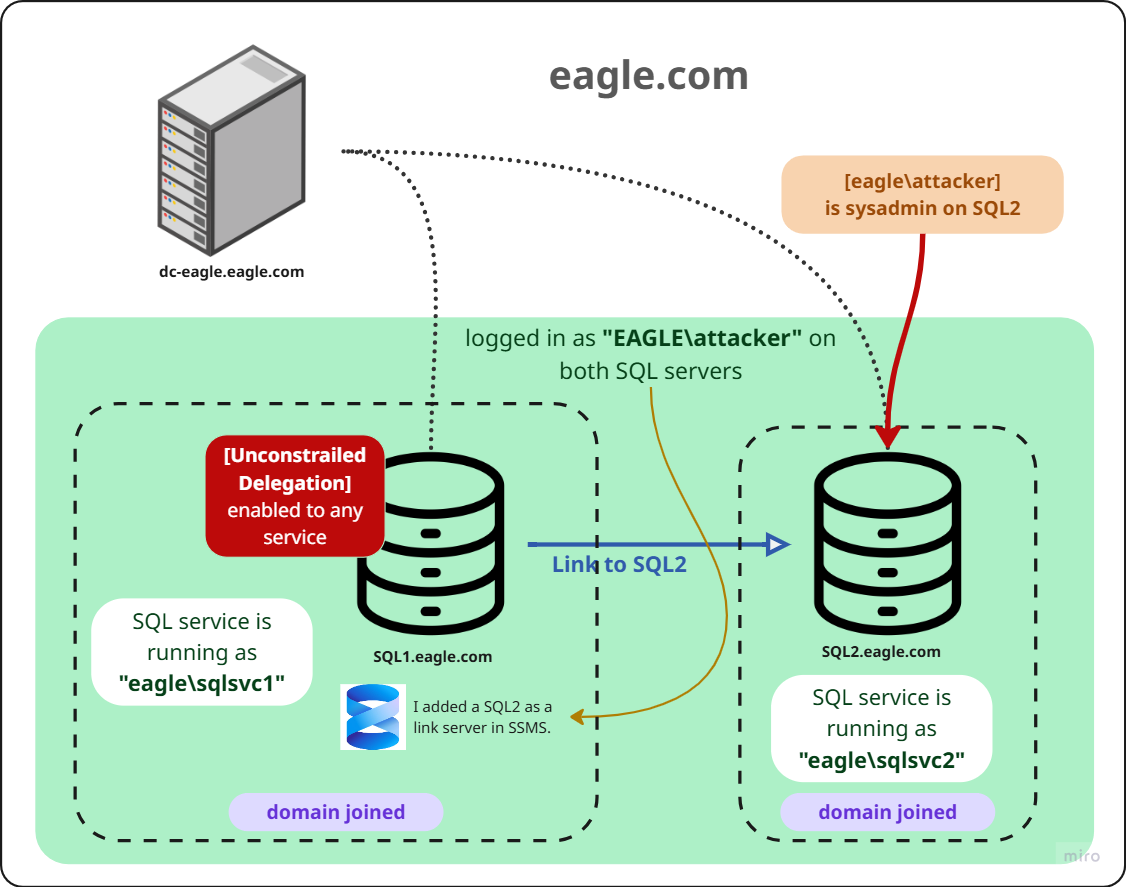 eagle.com
dc-eagle.eagle.com
[eagle\attacker]
is sysadmin on SQL2
logged in as "EAGLE\attacker" on
both SQL servers
[Unconstrailed
Delegation]
enabled to any
service
Link to SQL2
SQL service is
running as
"eagle\sqlsvc1"
SQL1.eagle.com
I added a SQL2 as a
link server in SSMS.
domain joined
SQL2.eagle.com
SQL service is
running as
"eagle\sqlsvc2"
domain joined
miro